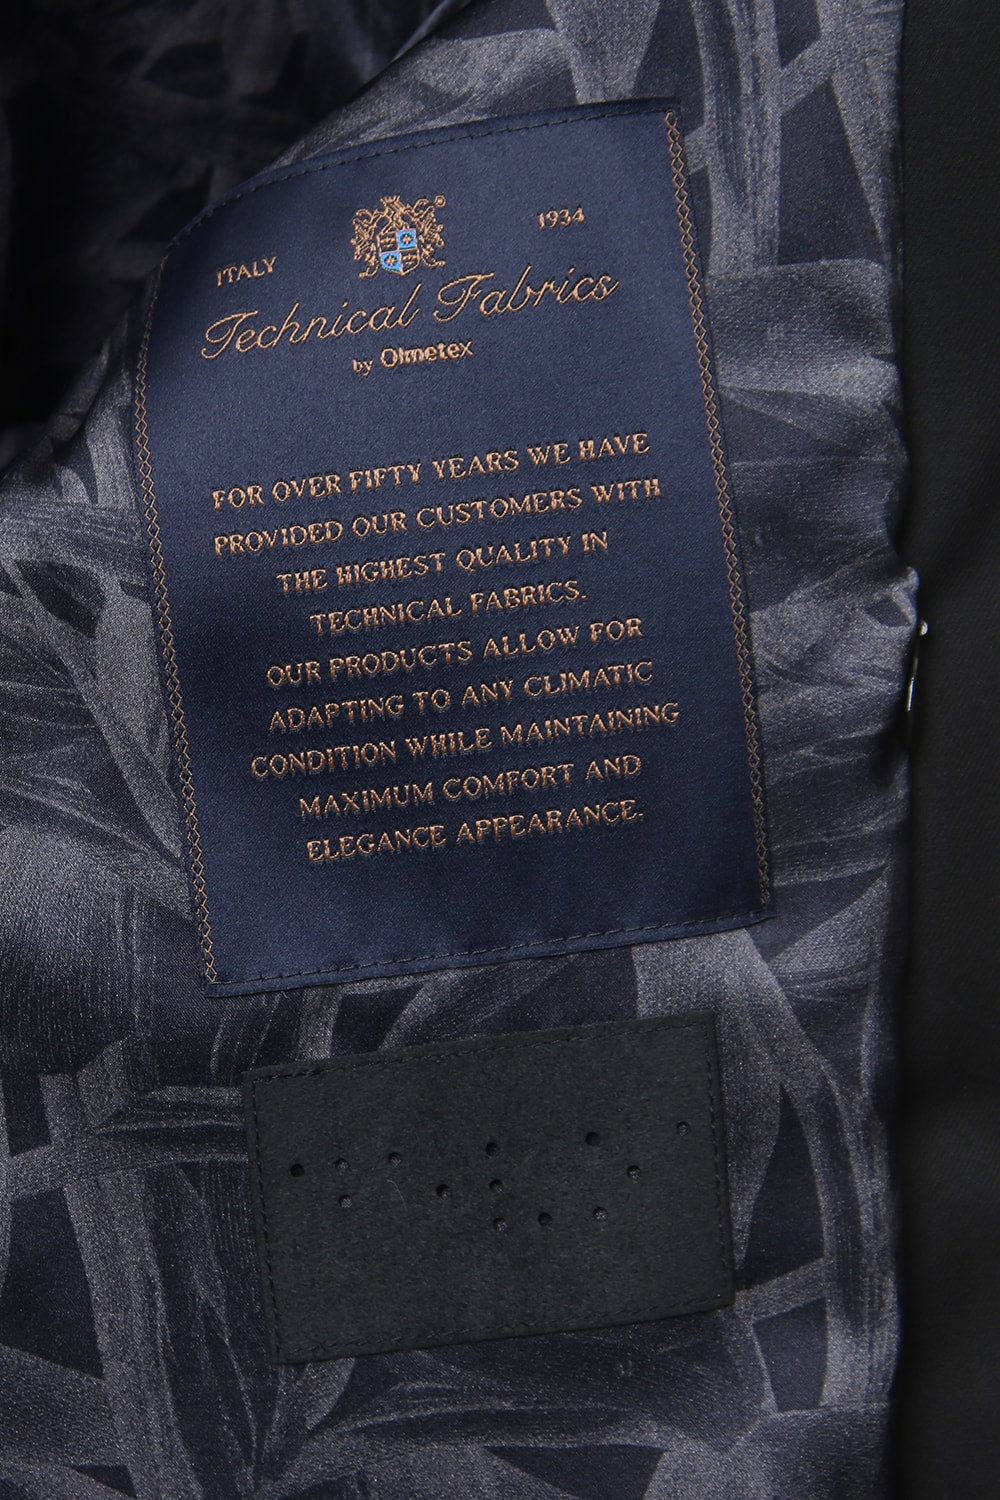 ITALY 1934
Technical Fabrics
by Olmetex
FOR OVER FIFTY YEARS WE HAVE
PROVIDED OUR CUSTOMERS WITH
THE HIGHEST QUALITY IN
TECHNICAL FABRICS.
OUR PRODUCTS ALLOW FOR
ADAPTING TO ANY CLIMATIC
CONDITION WHILE MAINTAINING
MAXIMUM COMFORT AND
ELEGANCE APPEARANCE.